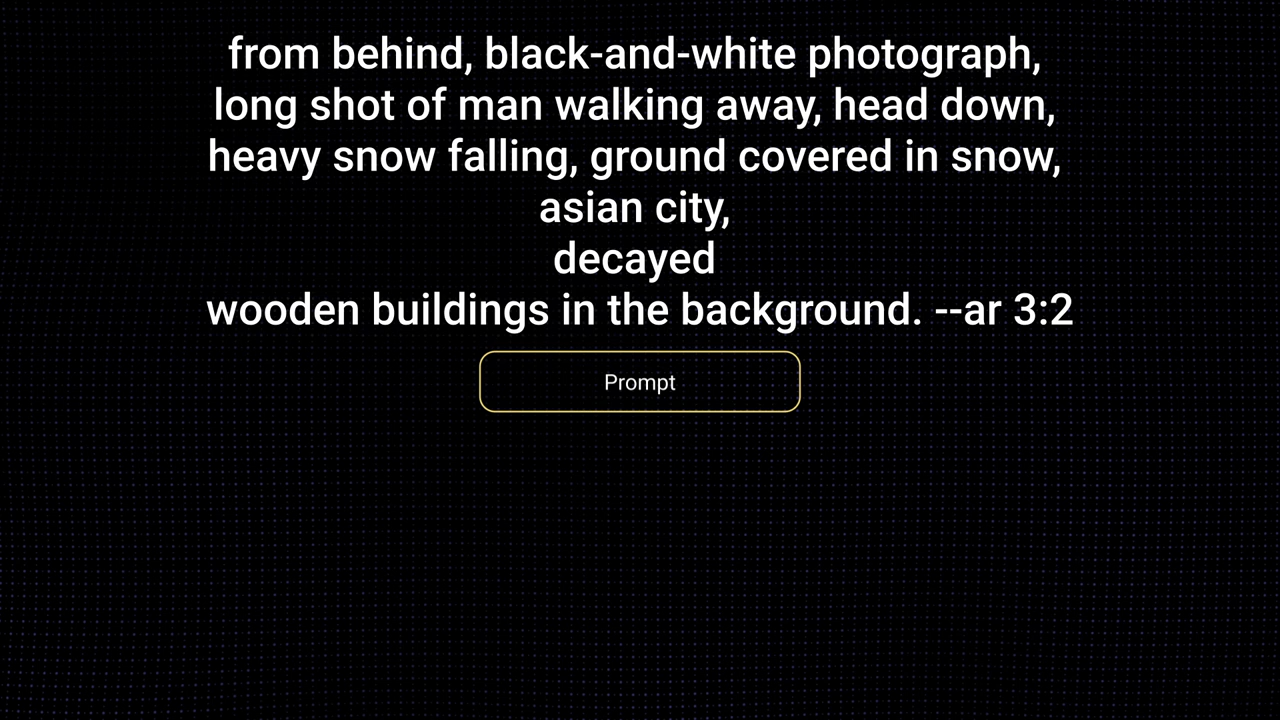 from behind, black-and-white photograph,
long shot of man walking away, head down,
heavy snow falling, ground covered in snow,
asian city,
decayed
wooden buildings in the background. --ar 3:2
Prompt